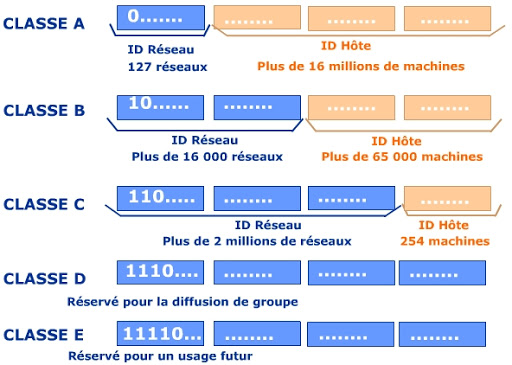 CLASSE A 0....... ........ ........ ........
ID Réseau ID Hôte
127 réseaux Plus de 16 millions de machines
CLASSE B 10...... ........ ........ ........
ID Réseau ID Hôte
Plus de 16 000 réseaux Plus de 65 000 machines
CLASSE C 110..... ........ ........ ........
ID Réseau ID Hôte
Plus de 2 millions de réseaux 254 machines
CLASSE D 1110.... ........ ........ ........
Réservé pour la diffusion de groupe
CLASSE E 11110... ........ ........ ........
Réservé pour un usage futur